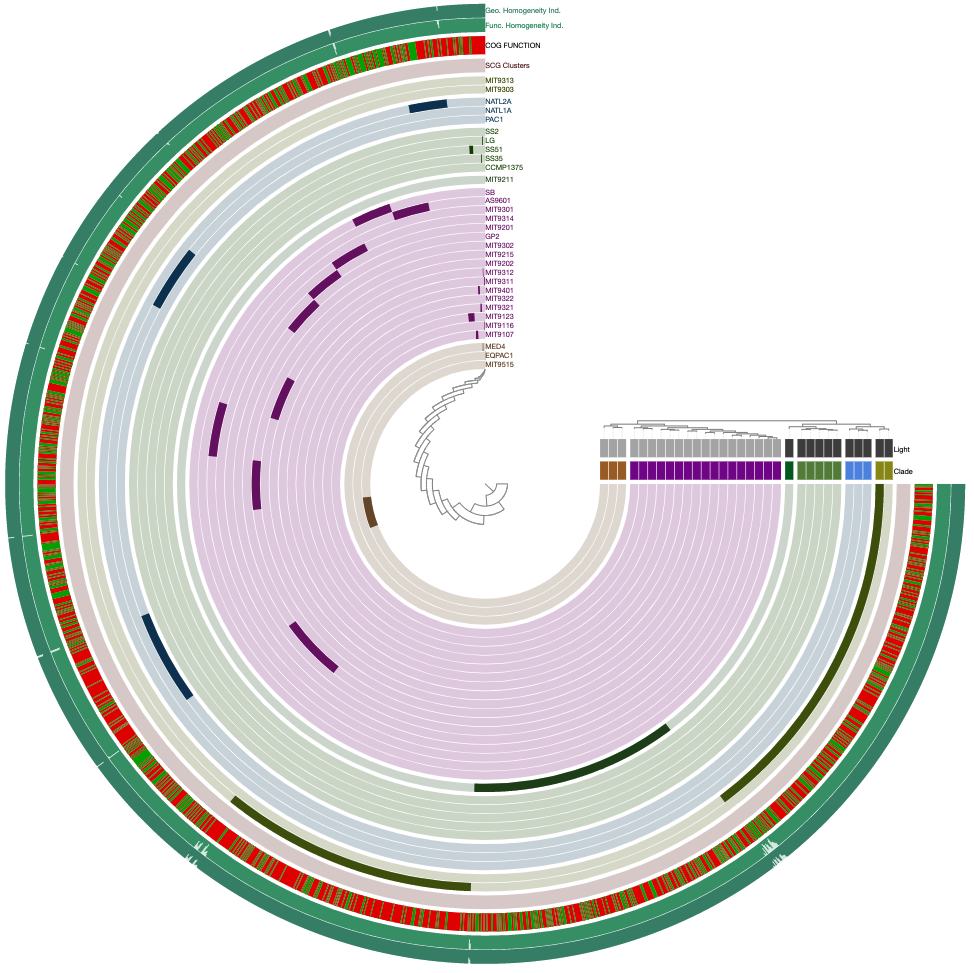 Geo. Homogeneity Ind.
Func. Homogeneity Ind.
COG FUNCTION
SCG Clusters
MIT9313
MIT9303
NATL2A
NATL1A
PAC1
SS2
LG
SS51
SS35
CCMP1375
MIT9211
SB
AS9601
MIT9301
MIT9314
MIT9201
GP2
MIT9302
MIT9215
MIT9202
MIT9312
MIT9311
MIT9401
MIT9322
MIT9321
MIT9123
MIT9116
MIT9107
MED4
EQPAC1
MIT9515
Light
Clade